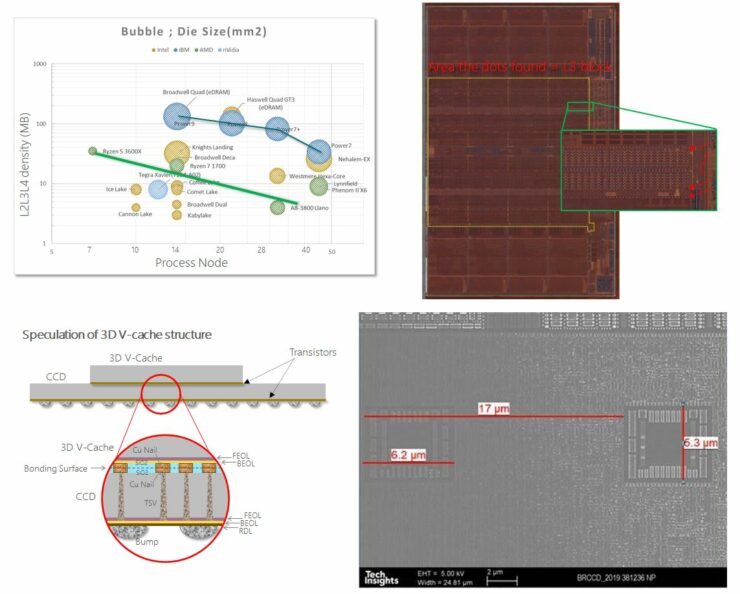 Bubble ; Die Size(mm2)
Intel IBM AMD nVidia
L2L3L4 density (MB)
1000
100
10
1
5 7 10 14 20 28 40 50
Process Node
Broadwell Quad (eDRAM)
Haswell Quad GT3
(eDRAM)
Power9
Power7+
Power7
Nehalem-EX
Ryzen 5 3600X
Knights Landing
Broadwell Deca
Ryzen 7 1700
Westmere Hexa-Core
Lynnfield
Phenom II X6
Ice Lake
Comet Lake
Broadwell Dual
Kabylake
Cannon Lake
A8-3800 Llano
Area the dots found = L3 block
Speculation of 3D V-cache structure
3D V-Cache
Transistors
CCD
3D V-Cache
Cu Nail
FEOL
BEOL
Bonding Surface
SiO2
SiO2
Cu Nail
CCD
TSV
FEOL
BEOL
RDL
Bump
17 µm
6.2 µm
5.3 µm
Tech
Insights
EHT = 5.00 kV
Width = 24.81 µm
2 µm
BRCCD_2019 381236 NP